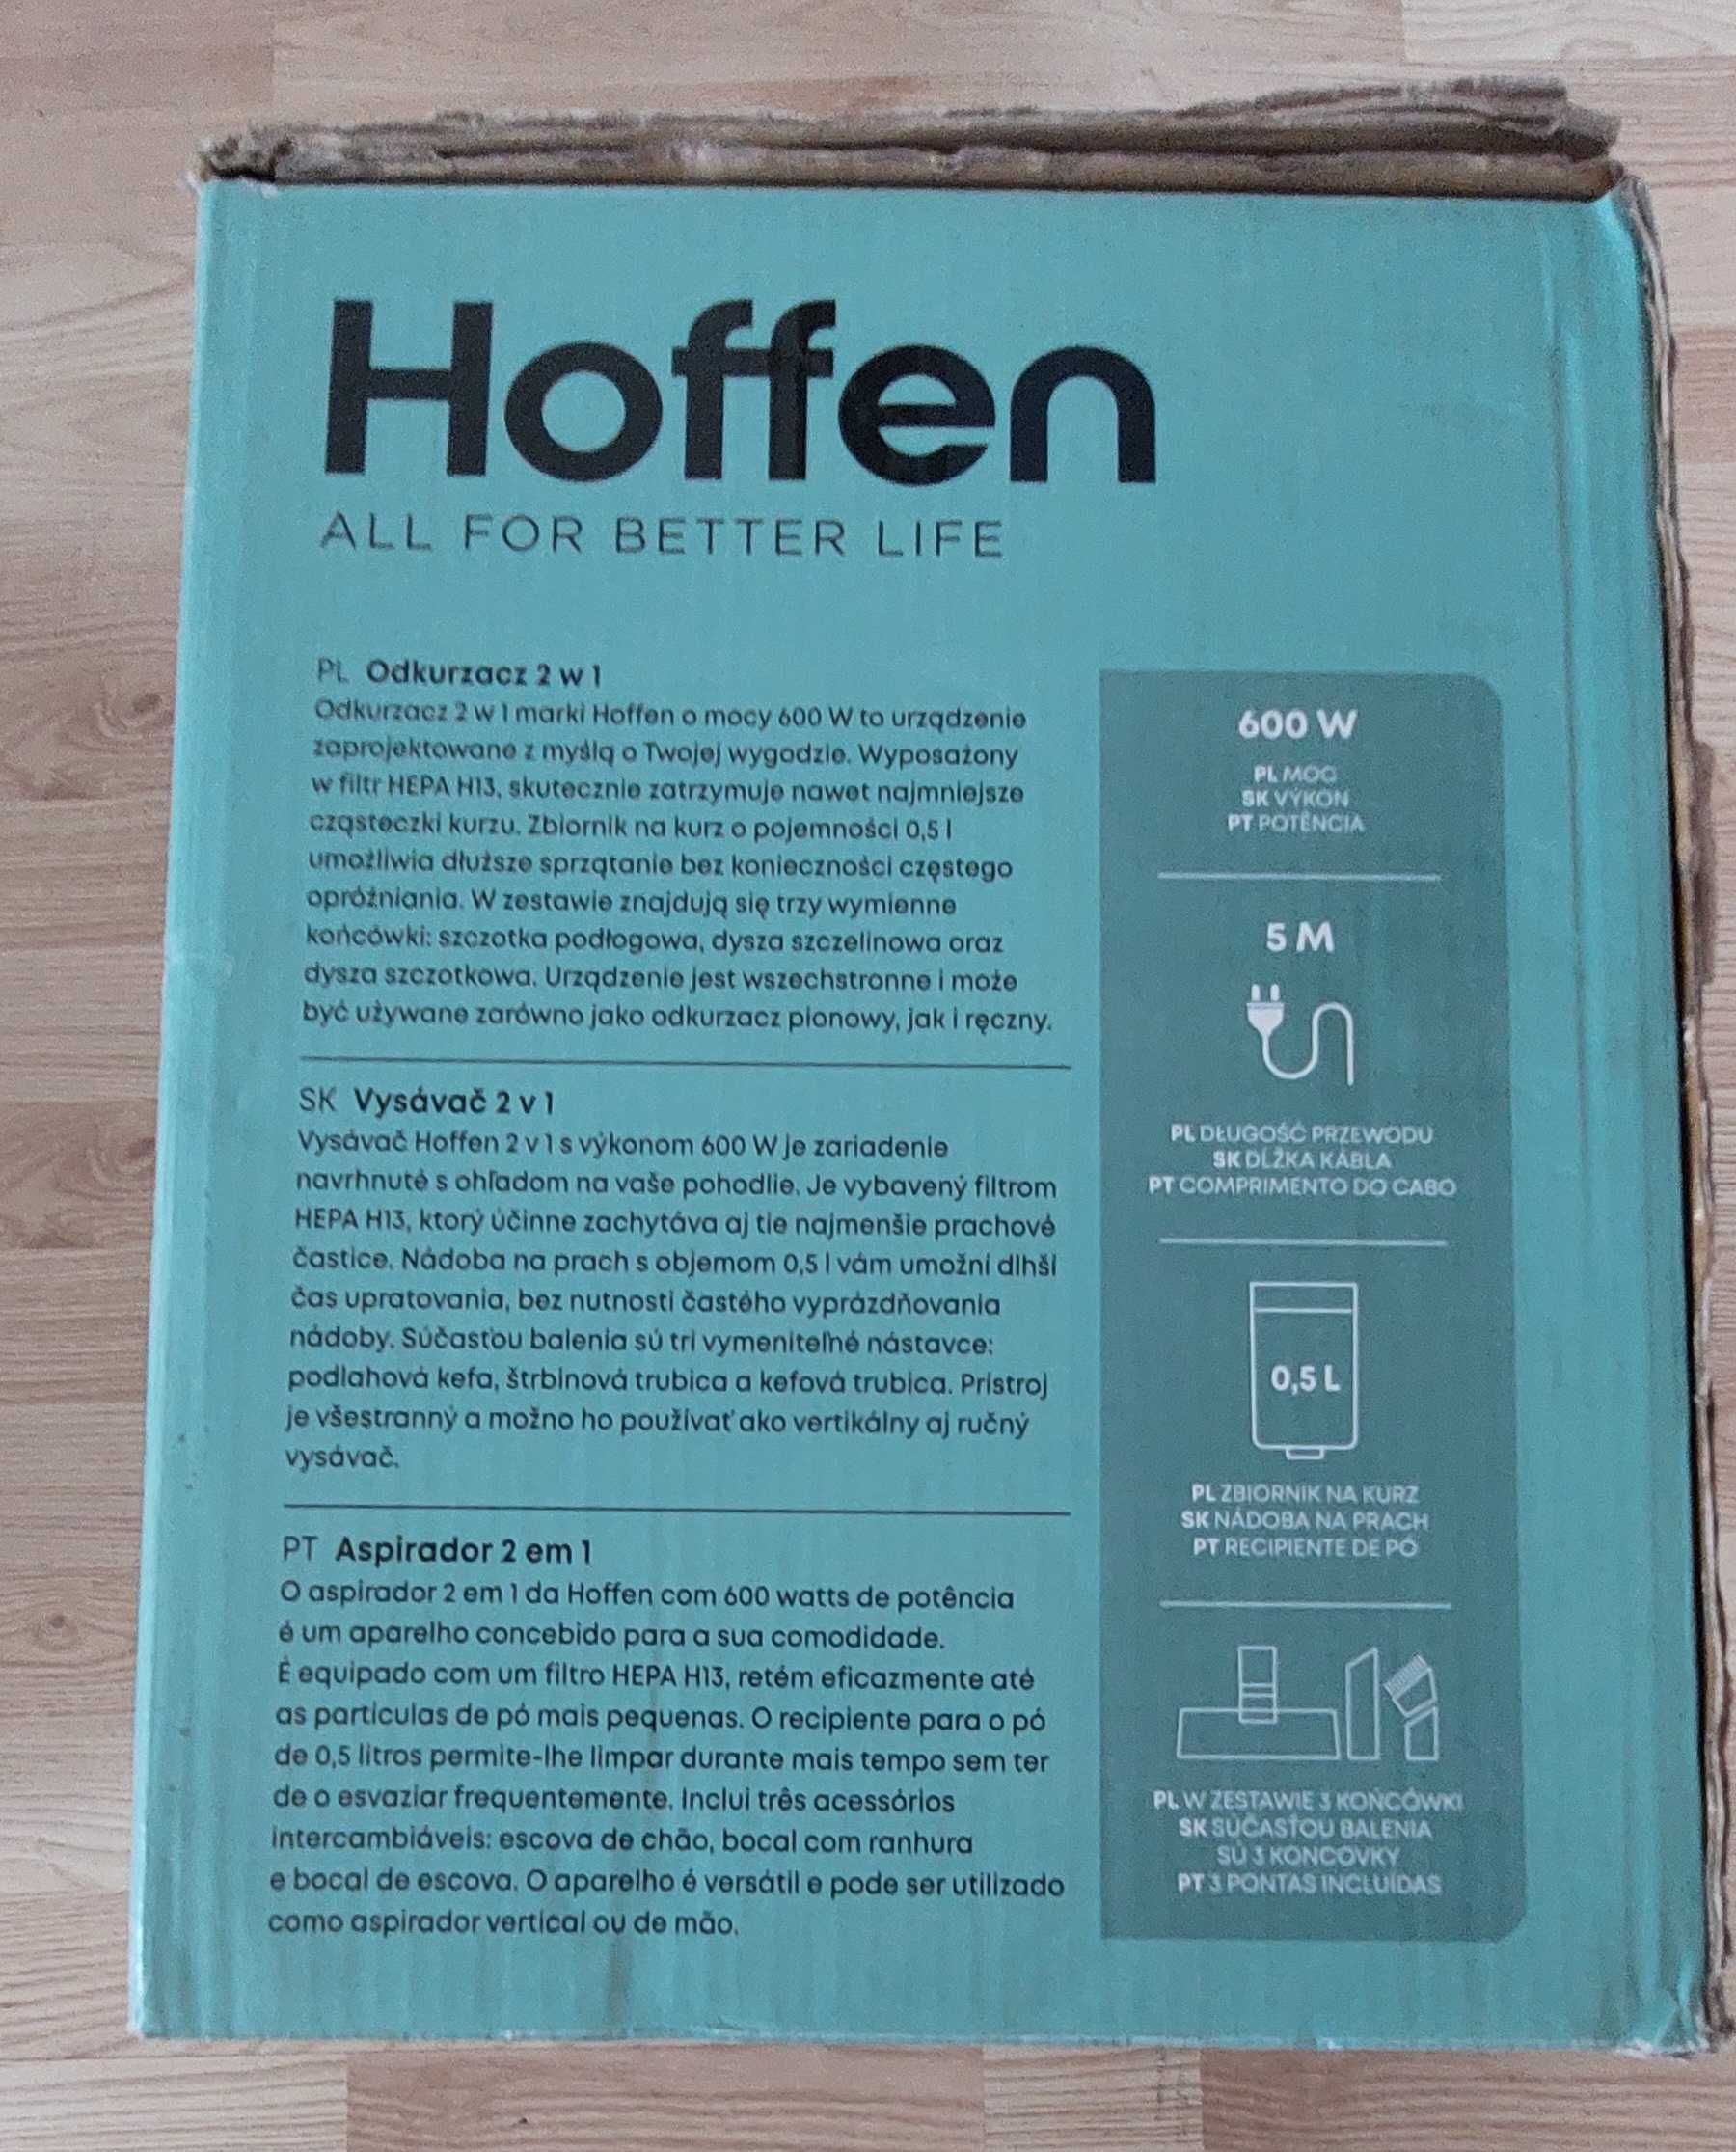 Hoffen
ALL FOR BETTER LIFE
PL Odkurzacz 2 w 1
Odkurzacz 2 w 1 marki Hoffen o mocy 600 W to urządzenie
zaprojektowane z myślą o Twojej wygodzie. Wyposażony
w filtr HEPA H13, skutecznie zatrzymuje nawet najmniejsze
cząsteczki kurzu. Zbiornik na kurz o pojemności 0,5 l
umożliwia dłuższe sprzątanie bez konieczności częstego
opróżniania. W zestawie znajdują się trzy wymienne
końcówki: szczotka podłogowa, dysza szczelinowa oraz
dysza szczotkowa. Urządzenie jest wszechstronne i może
być używane zarówno jako odkurzacz pionowy, jak i ręczny.
SK Vysávač 2 v 1
Vysávač Hoffen 2 v 1 s výkonom 600 W je zariadenie
navrhnuté s ohľadom na vaše pohodlie. Je vybavený filtrom
HEPA H13, ktorý účinne zachytáva aj tie najmenšie prachové
častice. Nádoba na prach s objemom 0,5 l vám umožní dlhší
čas upratovania, bez nutnosti častého vyprázdňovania
nádoby. Súčasťou balenia sú tri vymeniteľné nástavce:
podlahová kefa, štrbinová trubica a kefová trubica. Prístroj
je všestranný a možno ho používať ako vertikálny aj ručný
vysávač.
PT Aspirador 2 em 1
O aspirador 2 em 1 da Hoffen com 600 watts de potência
é um aparelho concebido para a sua comodidade.
É equipado com um filtro HEPA H13, retém eficazmente até
as partículas de pó mais pequenas. O recipiente para o pó
de 0,5 litros permite-lhe limpar durante mais tempo sem ter
de o esvaziar frequentemente. Inclui três acessórios
intercambiáveis: escova de chão, bocal com ranhura
e bocal de escova. O aparelho é versátil e pode ser utilizado
como aspirador vertical ou de mão.
600 W
PL MOC
SK VÝKON
PT POTÊNCIA
5 M
PL DŁUGOŚĆ PRZEWODU
SK DĹŽKA KÁBLA
PT COMPRIMENTO DO CABO
0,5 L
PL ZBIORNIK NA KURZ
SK NÁDOBA NA PRACH
PT RECIPIENTE DE PÓ
PL W ZESTAWIE 3 KOŃCÓWKI
SK SÚČASŤOU BALENIA
SÚ 3 KONCOVKY
PT 3 PONTAS INCLUÍDAS